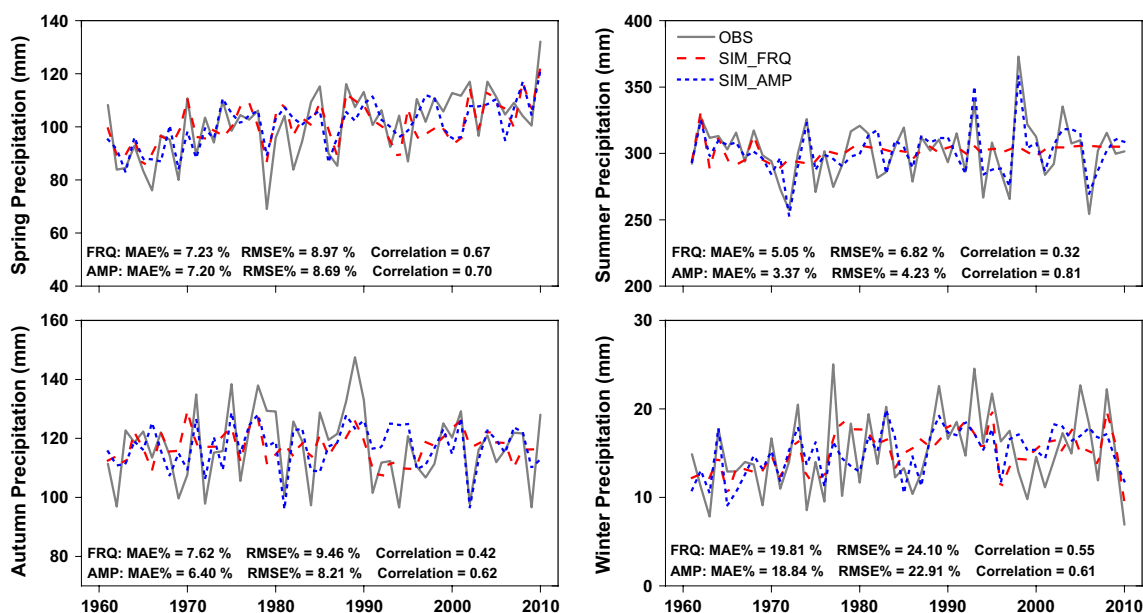 Spring Precipitation (mm)
140
120
100
80
60
40
FRQ: MAE% = 7.23 % RMSE% = 8.97 % Correlation = 0.67
AMP: MAE% = 7.20 % RMSE% = 8.69 % Correlation = 0.70
Summer Precipitation (mm)
400
350
300
250
200
OBS
SIM_FRQ
SIM_AMP
FRQ: MAE% = 5.05 % RMSE% = 6.82 % Correlation = 0.32
AMP: MAE% = 3.37 % RMSE% = 4.23 % Correlation = 0.81
Autumn Precipitation (mm)
160
140
120
100
80
FRQ: MAE% = 7.62 % RMSE% = 9.46 % Correlation = 0.42
AMP: MAE% = 6.40 % RMSE% = 8.21 % Correlation = 0.62
1960 1970 1980 1990 2000 2010
Winter Precipitation (mm)
30
20
10
0
FRQ: MAE% = 19.81 % RMSE% = 24.10 % Correlation = 0.55
AMP: MAE% = 18.84 % RMSE% = 22.91 % Correlation = 0.61
1960 1970 1980 1990 2000 2010